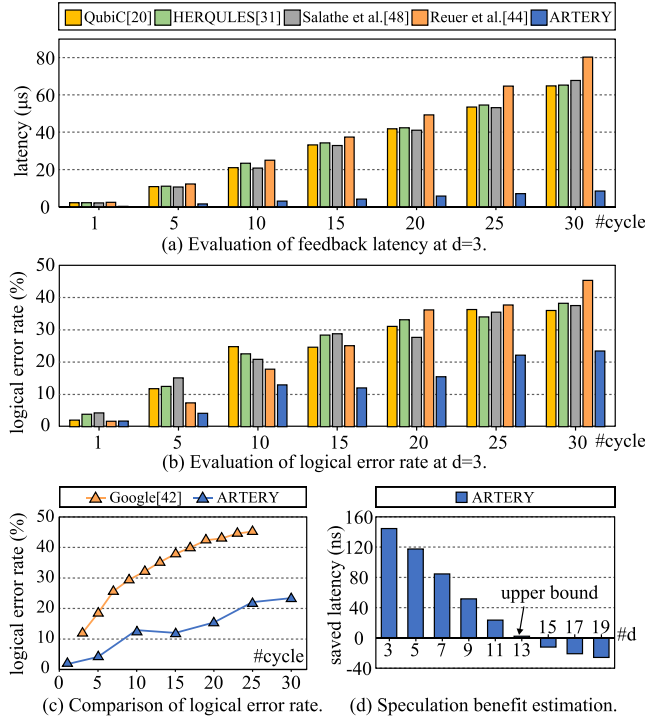 QubiC[20] HERQULES[31] Salathe et al.[48] Reuer et al.[44] ARTERY
latency (μs)
80
60
40
20
0
1 5 10 15 20 25 30 #cycle
(a) Evaluation of feedback latency at d=3.
logical error rate (%)
50
40
30
20
10
0
1 5 10 15 20 25 30 #cycle
(b) Evaluation of logical error rate at d=3.
Google[42] ARTERY
logical error rate (%)
50
40
30
20
10
0
#cycle
0 5 10 15 20 25 30
(c) Comparison of logical error rate.
ARTERY
saved latency (ns)
160
120
80
40
0
-40
upper bound
15 17 19 #d
3 5 7 9 11 13
(d) Speculation benefit estimation.